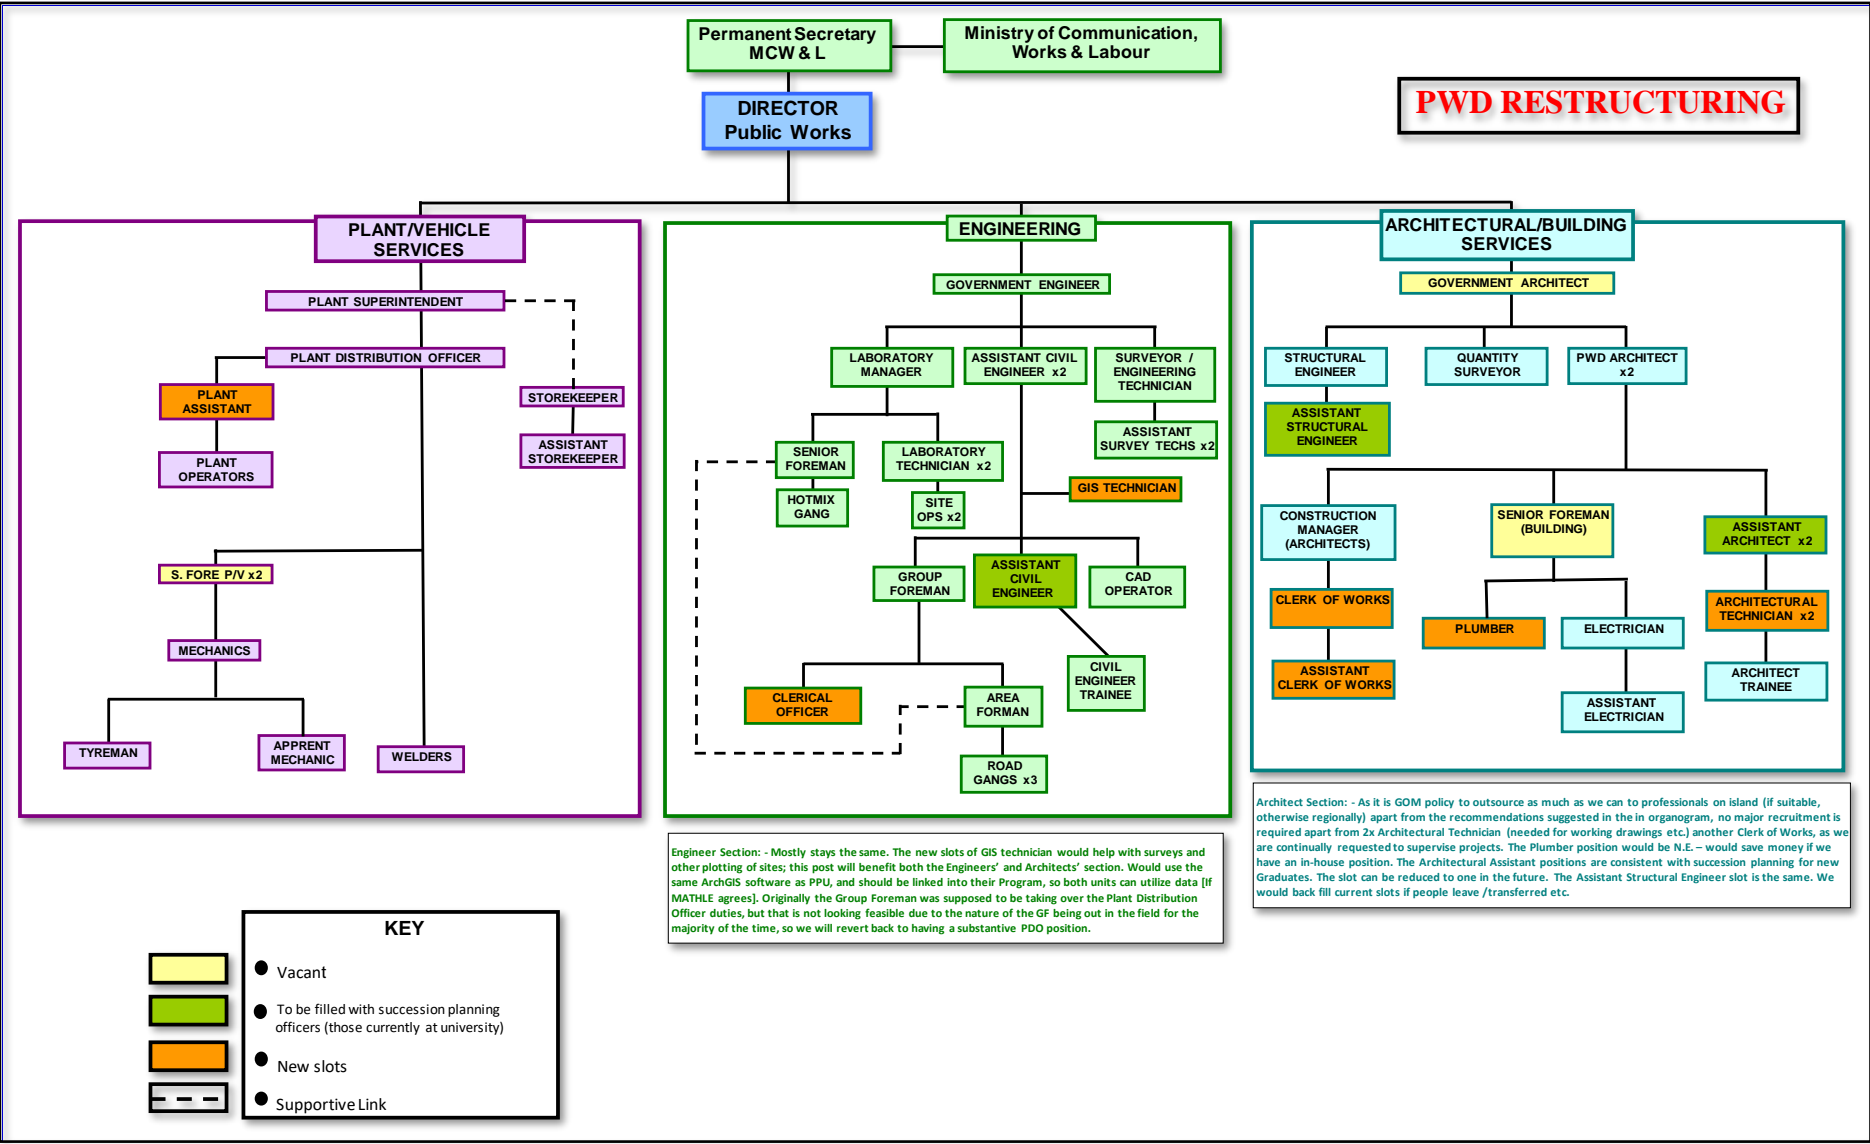 Permanent Secretary
MCW & L
Ministry of Communication,
Works & Labour
DIRECTOR
Public Works
PWD RESTRUCTURING
PLANT/VEHICLE
SERVICES
PLANT SUPERINTENDENT
PLANT DISTRIBUTION OFFICER
PLANT
ASSISTANT
PLANT
OPERATORS
STOREKEEPER
ASSISTANT
STOREKEEPER
S. FORE P/V x2
MECHANICS
TYREMAN
APPRENT
MECHANIC
WELDERS
ENGINEERING
GOVERNMENT ENGINEER
LABORATORY
MANAGER
ASSISTANT CIVIL
ENGINEER x2
SURVEYOR /
ENGINEERING
TECHNICIAN
SENIOR
FOREMAN
LABORATORY
TECHNICIAN x2
ASSISTANT
SURVEY TECHS x2
HOTMIX
GANG
SITE
OPS x2
GIS TECHNICIAN
GROUP
FOREMAN
ASSISTANT
CIVIL
ENGINEER
CAD
OPERATOR
CLERICAL
OFFICER
AREA
FORMAN
CIVIL
ENGINEER
TRAINEE
ROAD
GANGS x3
ARCHITECTURAL/BUILDING
SERVICES
GOVERNMENT ARCHITECT
STRUCTURAL
ENGINEER
QUANTITY
SURVEYOR
PWD ARCHITECT
x2
ASSISTANT
STRUCTURAL
ENGINEER
CONSTRUCTION
MANAGER
(ARCHITECTS)
SENIOR FOREMAN
(BUILDING)
ASSISTANT
ARCHITECT x2
CLERK OF WORKS
PLUMBER
ELECTRICIAN
ARCHITECTURAL
TECHNICIAN x2
ASSISTANT
CLERK OF WORKS
ASSISTANT
ELECTRICIAN
ARCHITECT
TRAINEE
Engineer Section: - Mostly stays the same. The new slots of GIS technician would help with surveys and
other plotting of sites; this post will benefit both the Engineers' and Architects' section. Would use the
same ArchGIS software as PPU, and should be linked into their Program, so both units can utilize data [If
MATHLE agrees]. Originally the Group Foreman was supposed to be taking over the Plant Distribution
Officer duties, but that is not looking feasible due to the nature of the GF being out in the field for the
majority of the time, so we will revert back to having a substantive PDO position.
Architect Section: - As it is GOM policy to outsource as much as we can to professionals on island (if suitable,
otherwise regionally) apart from the recommendations suggested in the in organogram, no major recruitment is
required apart from 2x Architectural Technician (needed for working drawings etc.) another Clerk of Works, as we
are continually requested to supervise projects. The Plumber position would be N.E. – would save money if we
have an in-house position. The Architectural Assistant positions are consistent with succession planning for new
Graduates. The slot can be reduced to one in the future. The Assistant Structural Engineer slot is the same. We
would back fill current slots if people leave /transferred etc.
KEY
● Vacant
● To be filled with succession planning
officers (those currently at university)
● New slots
● Supportive Link